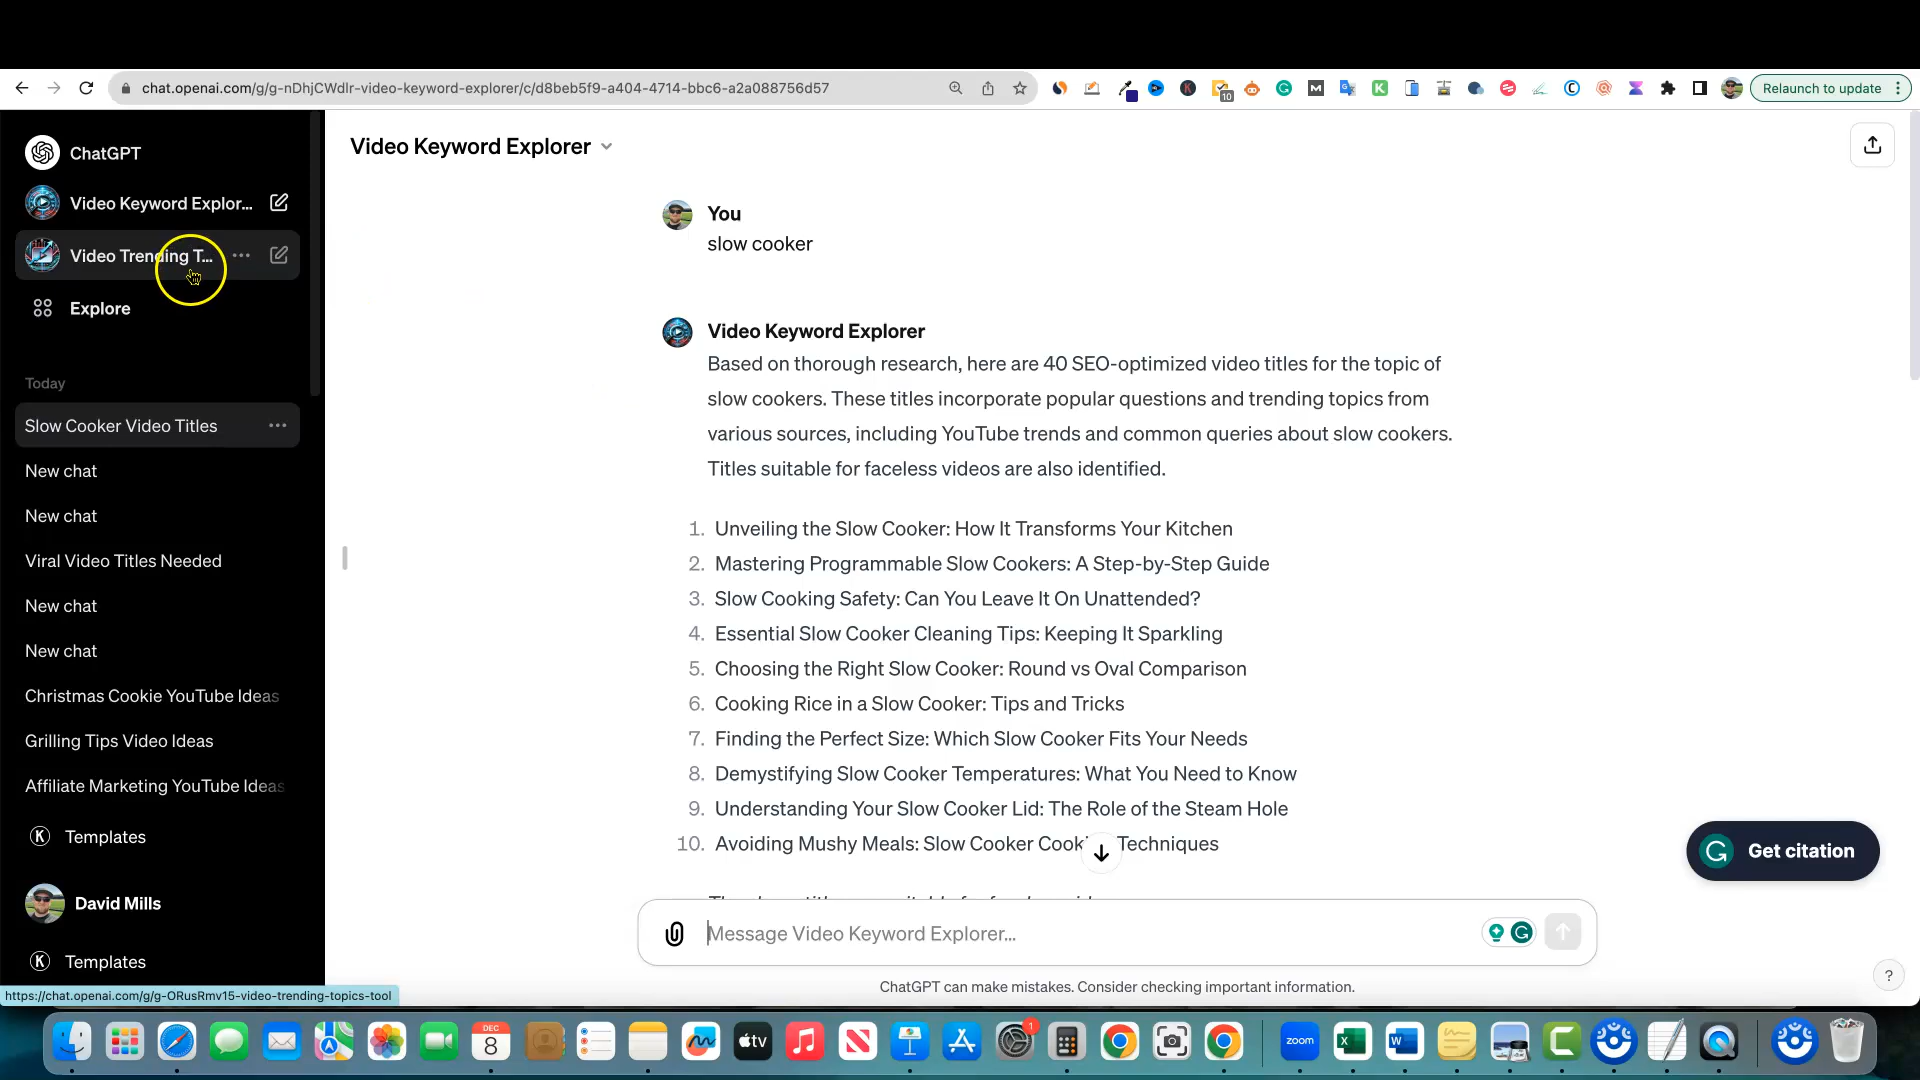 chat.openai.com/g/g-nDhjCWdlr-video-keyword-explorer/c/d8beb5f9-a404-4714-bbc6-a2a088756d57
10
Relaunch to update
ChatGPT
Video Keyword Explor...
Video Trending T...
Explore
Today
Slow Cooker Video Titles
New chat
New chat
Viral Video Titles Needed
New chat
New chat
Christmas Cookie YouTube Ideas
Grilling Tips Video Ideas
Affiliate Marketing YouTube Ideas
K Templates
David Mills
K Templates
https://chat.openai.com/g/g-ORusRmv15-video-trending-topics-tool
Video Keyword Explorer
You
slow cooker
Video Keyword Explorer
Based on thorough research, here are 40 SEO-optimized video titles for the topic of
slow cookers. These titles incorporate popular questions and trending topics from
various sources, including YouTube trends and common queries about slow cookers.
Titles suitable for faceless videos are also identified.
1. Unveiling the Slow Cooker: How It Transforms Your Kitchen
2. Mastering Programmable Slow Cookers: A Step-by-Step Guide
3. Slow Cooking Safety: Can You Leave It On Unattended?
4. Essential Slow Cooker Cleaning Tips: Keeping It Sparkling
5. Choosing the Right Slow Cooker: Round vs Oval Comparison
6. Cooking Rice in a Slow Cooker: Tips and Tricks
7. Finding the Perfect Size: Which Slow Cooker Fits Your Needs
8. Demystifying Slow Cooker Temperatures: What You Need to Know
9. Understanding Your Slow Cooker Lid: The Role of the Steam Hole
10. Avoiding Mushy Meals: Slow Cooker Techniques
Get citation
Message Video Keyword Explorer...
ChatGPT can make mistakes. Consider checking important information.
?
DEC
8
tv
1
zoom
X
W
C